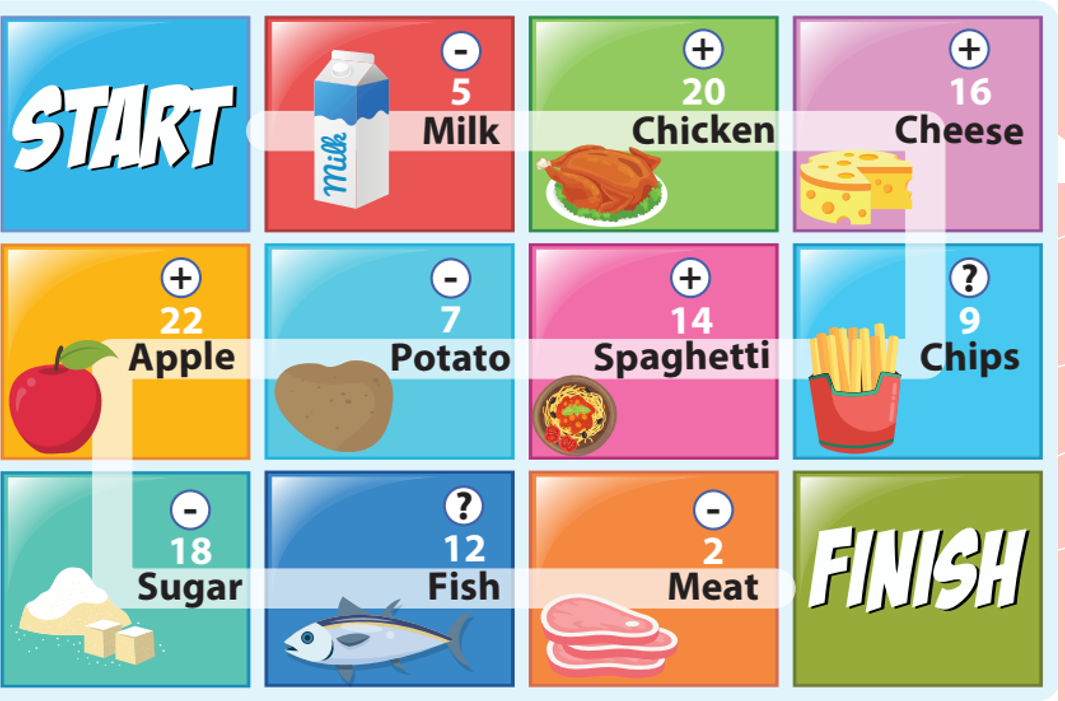 START
-
5
Milk
Milk
+
20
Chicken
+
16
Cheese
+
22
Apple
-
7
Potato
+
14
Spaghetti
?
9
Chips
-
18
Sugar
?
12
Fish
-
2
Meat
FINISH